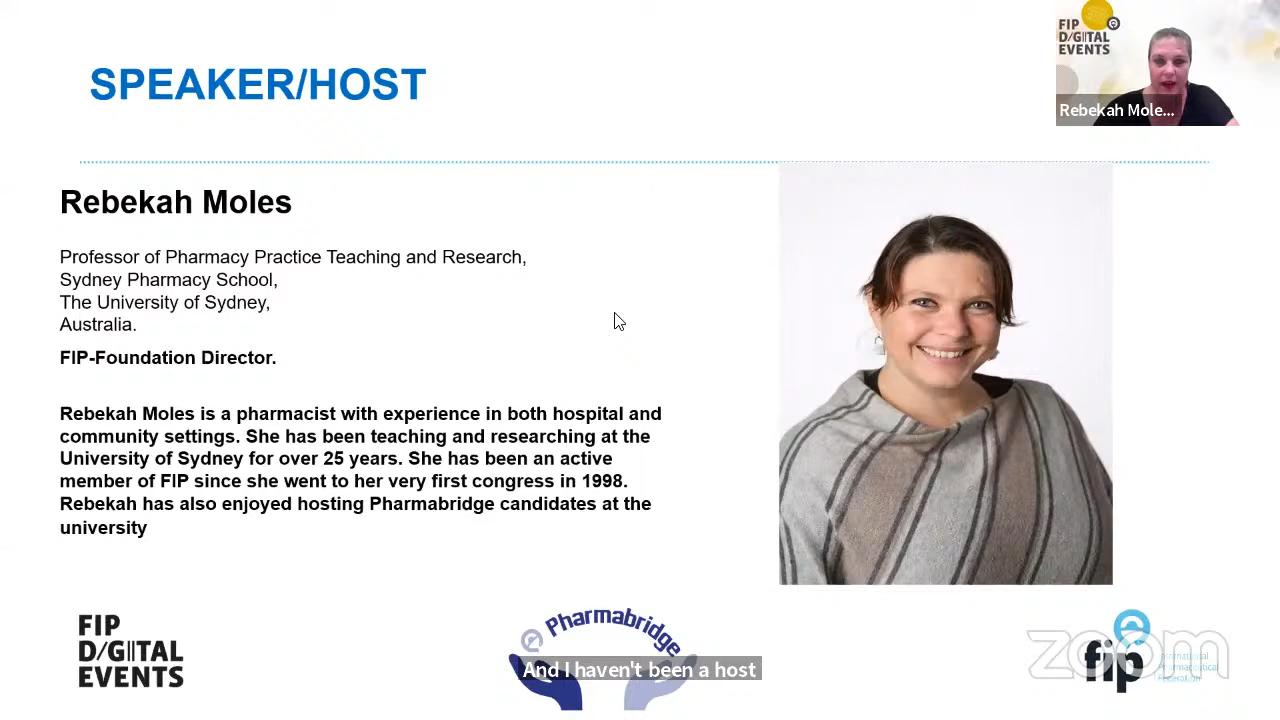 SPEAKER/HOST
FIP
D/G||TAL
EVENTS
Rebekah Mole...
Rebekah Moles
Professor of Pharmacy Practice Teaching and Research,
Sydney Pharmacy School,
The University of Sydney,
Australia.
FIP-Foundation Director.
Rebekah Moles is a pharmacist with experience in both hospital and
community settings. She has been teaching and researching at the
University of Sydney for over 25 years. She has been an active
member of FIP since she went to her very first congress in 1998.
Rebekah has also enjoyed hosting Pharmabridge candidates at the
university
FIP
D/G||TAL
EVENTS
Pharmabridge
And I haven't been a host
fip
International
Pharmaceutical
Federation
zoom